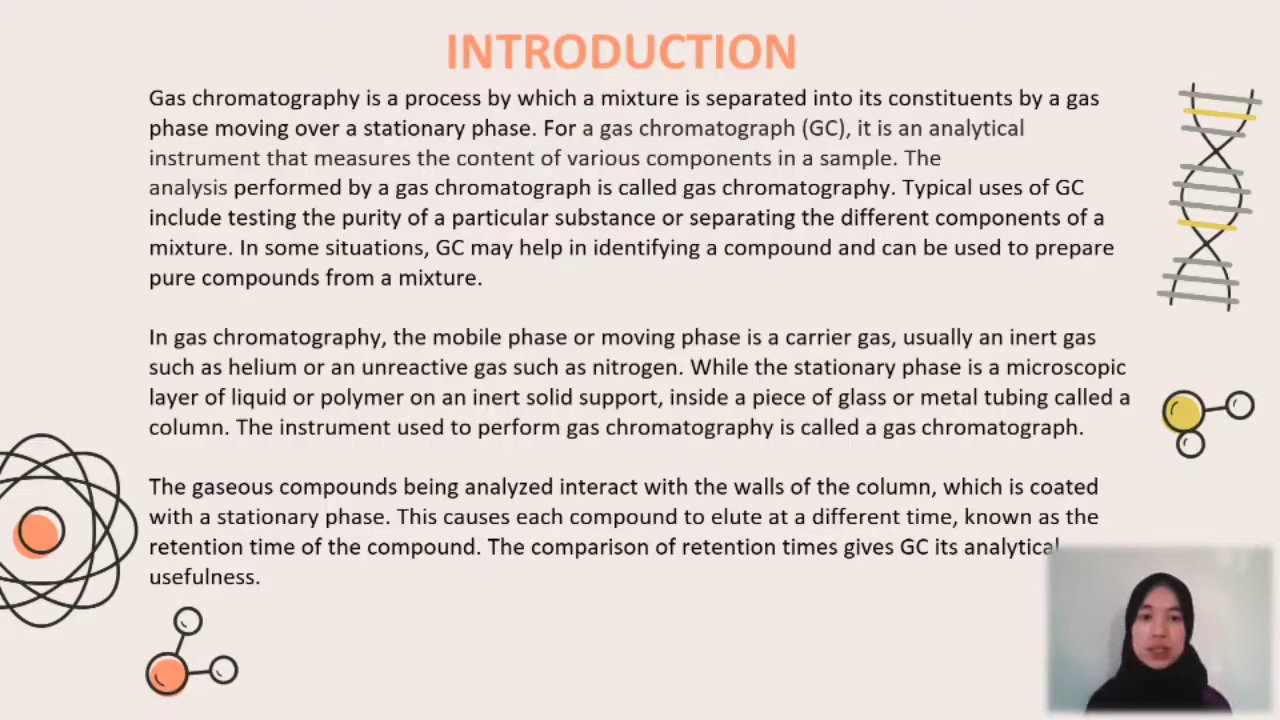 INTRODUCTION
Gas chromatography is a process by which a mixture is separated into its constituents by a gas
phase moving over a stationary phase. For a gas chromatograph (GC), it is an analytical
instrument that measures the content of various components in a sample. The
analysis performed by a gas chromatograph is called gas chromatography. Typical uses of GC
include testing the purity of a particular substance or separating the different components of a
mixture. In some situations, GC may help in identifying a compound and can be used to prepare
pure compounds from a mixture.
In gas chromatography, the mobile phase or moving phase is a carrier gas, usually an inert gas
such as helium or an unreactive gas such as nitrogen. While the stationary phase is a microscopic
layer of liquid or polymer on an inert solid support, inside a piece of glass or metal tubing called a
column. The instrument used to perform gas chromatography is called a gas chromatograph.
The gaseous compounds being analyzed interact with the walls of the column, which is coated
with a stationary phase. This causes each compound to elute at a different time, known as the
retention time of the compound. The comparison of retention times gives GC its analytical
usefulness.